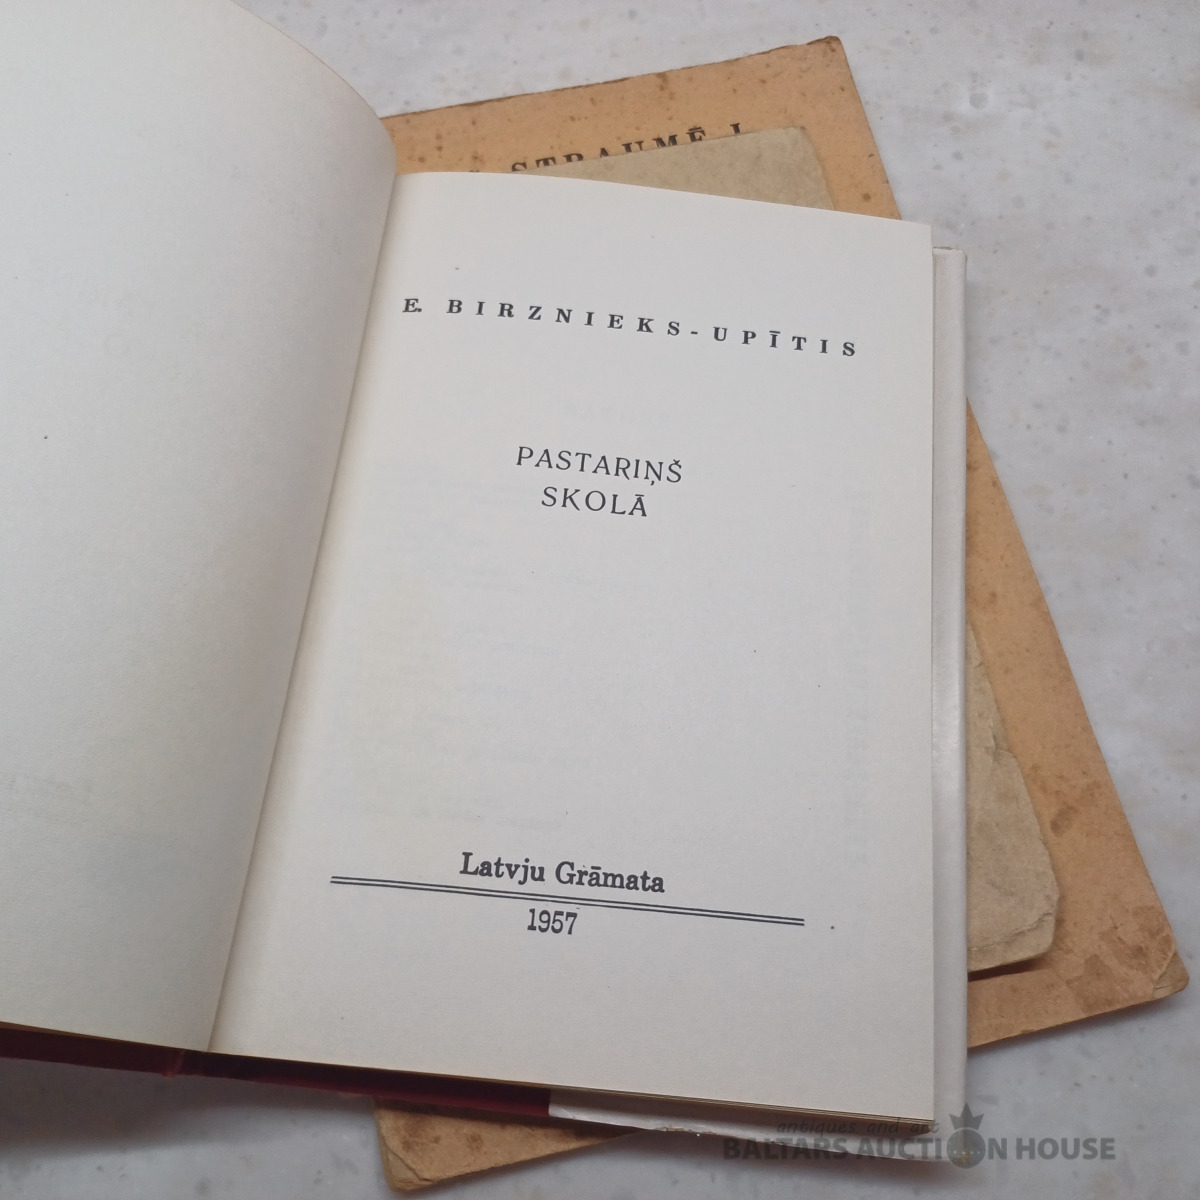 STRAUMĒ I
E. BIRZNIEKS-UPĪTIS
PASTARIŅŠ
SKOLĀ
Latvju Grāmata
1957
antiques and art
BALTARS AUCTION HOUSE